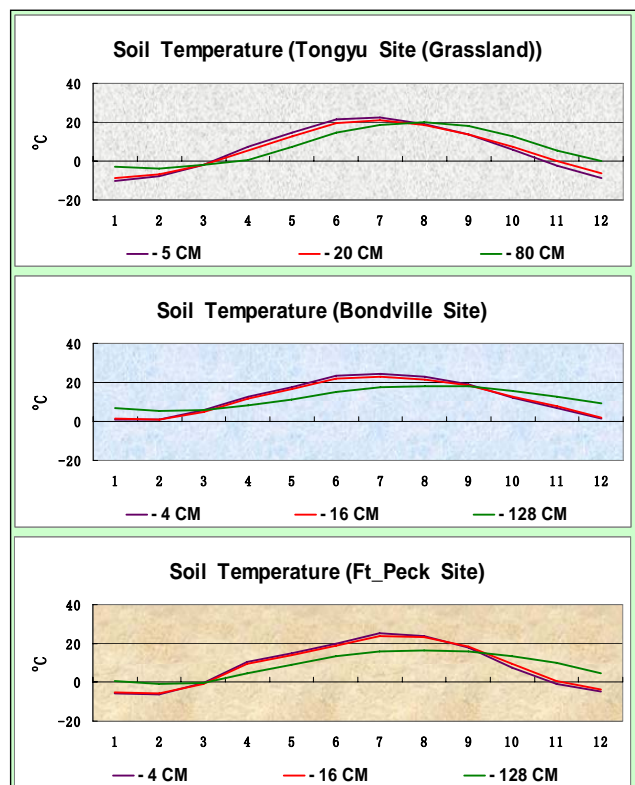 Soil Temperature (Tongyu Site (Grassland))
40
20
0
-20
°C
1 2 3 4 5 6 7 8 9 10 11 12
- 5 CM - 20 CM - 80 CM
Soil Temperature (Bondville Site)
40
20
0
-20
°C
1 2 3 4 5 6 7 8 9 10 11 12
- 4 CM - 16 CM - 128 CM
Soil Temperature (Ft_Peck Site)
40
20
0
-20
°C
1 2 3 4 5 6 7 8 9 10 11 12
- 4 CM - 16 CM - 128 CM